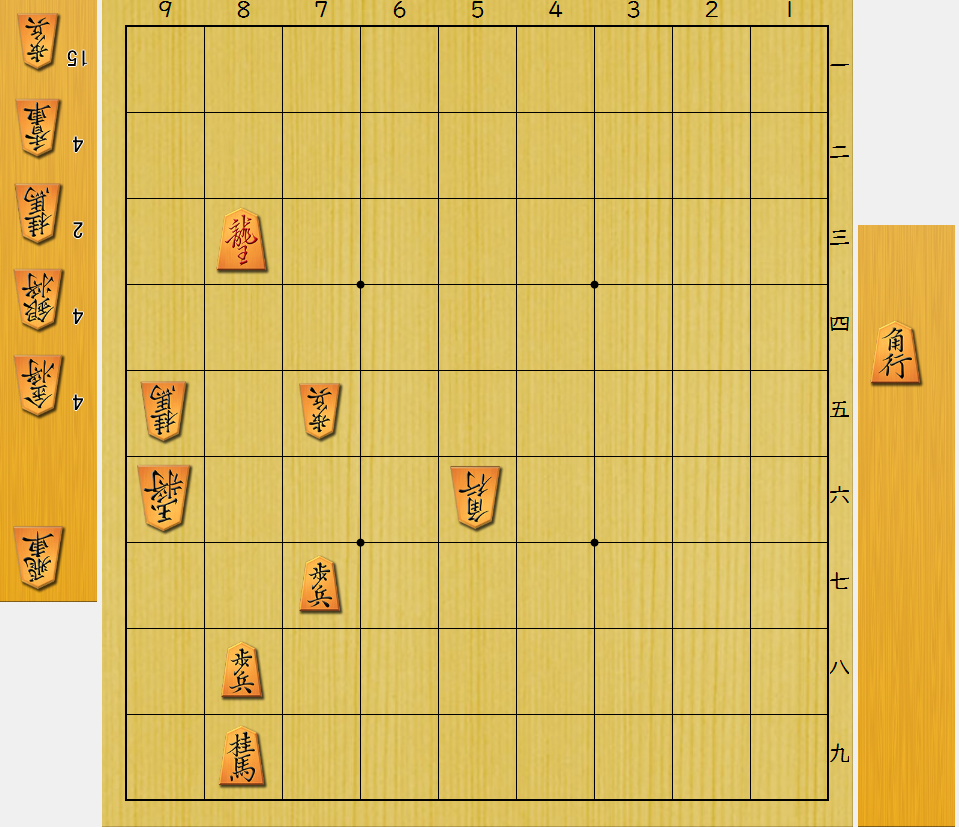 9 8 7 6 5 4 3 2 1
一
二
三
四
五
六
七
八
九
歩兵 15
香車 4
桂馬 2
銀将 4
金将 4
飛車
龍王
桂馬 歩兵
玉将 角行
歩兵
歩兵
桂馬
角行